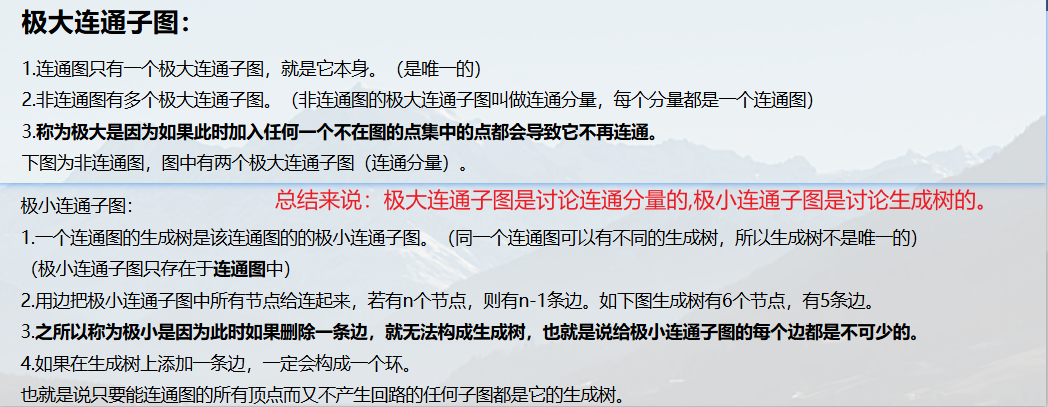 极大连通子图：
1.连通图只有一个极大连通子图，就是它本身。（是唯一的）
2.非连通图有多个极大连通子图。（非连通图的极大连通子图叫做连通分量，每个分量都是一个连通图）
3.称为极大是因为如果此时加入任何一个不在图的点集中的点都会导致它不再连通。
下图为非连通图，图中有两个极大连通子图（连通分量）。
总结来说：极大连通子图是讨论连通分量的,极小连通子图是讨论生成树的。
极小连通子图：
1.一个连通图的生成树是该连通图的的极小连通子图。（同一个连通图可以有不同的生成树，所以生成树不是唯一的）
（极小连通子图只存在于连通图中）
2.用边把极小连通子图中所有节点给连起来，若有n个节点，则有n-1条边。如下图生成树有6个节点，有5条边。
3.之所以称为极小是因为此时如果删除一条边，就无法构成生成树，也就是说给极小连通子图的每个边都是不可少的。
4.如果在生成树上添加一条边，一定会构成一个环。
也就是说只要能连通图的所有顶点而又不产生回路的任何子图都是它的生成树。